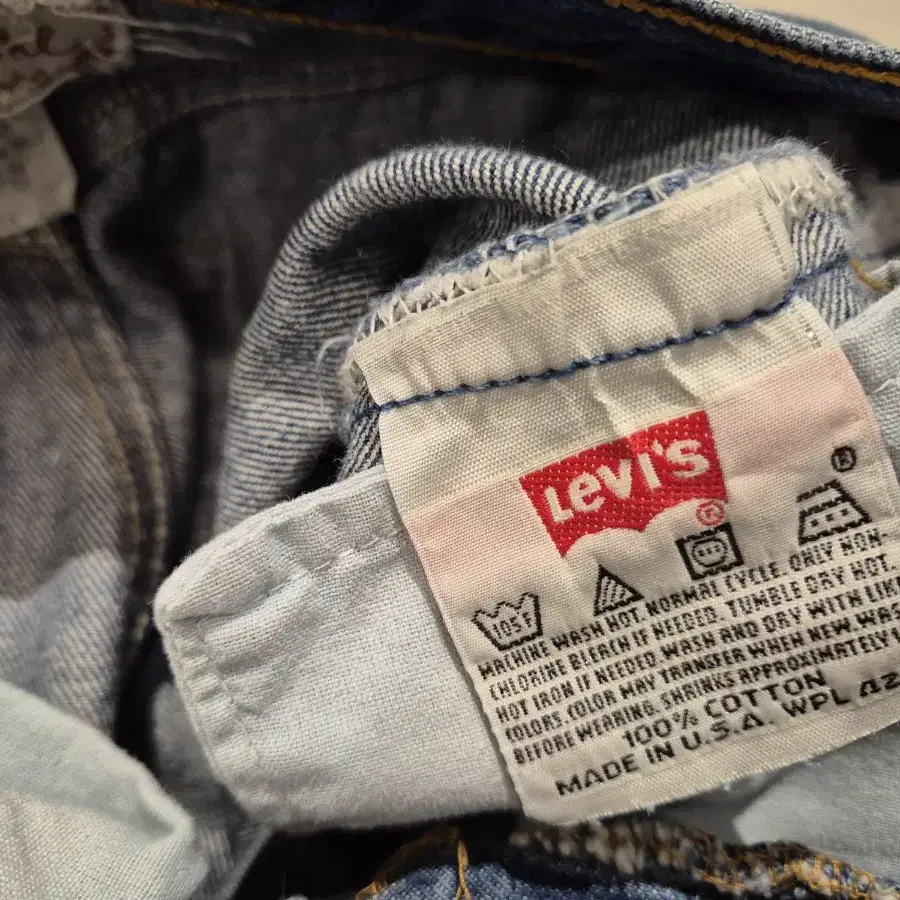 Levi's
®
®
105F
MACHINE WASH HOT. NORMAL CYCLE. ONLY NON-
CHLORINE BLEACH IF NEEDED. TUMBLE DRY HOT.
HOT IRON IF NEEDED. WASH AND DRY WITH LIKE
COLORS. COLOR MAY TRANSFER WHEN NEW WASH
BEFORE WEARING. SHRINKS APPROXIMATELY
100% COTTON
MADE IN U.S.A. WPL 42